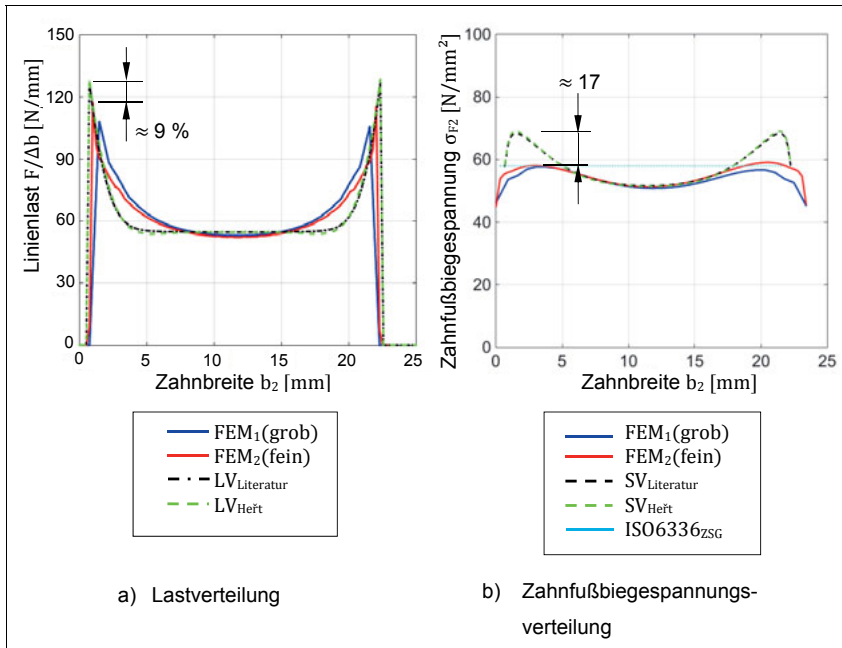 a)
b)
150
120
90
60
30
0
Linienlast F/Δb [N/mm]
≈ 9 %
0 5 10 15 20 25
Zahnbreite b₂ [mm]
100
80
60
40
20
0
Zahnfußbiegespannung σF2 [N/mm²]
≈ 17
0 5 10 15 20 25
Zahnbreite b₂ [mm]
FEM₁(grob)
FEM₂(fein)
LVLiteratur
LVHeřt
FEM₁(grob)
FEM₂(fein)
SVLiteratur
SVHeřt
ISO6336ZSG
a) Lastverteilung
b) Zahnfußbiegespannungs-
verteilung